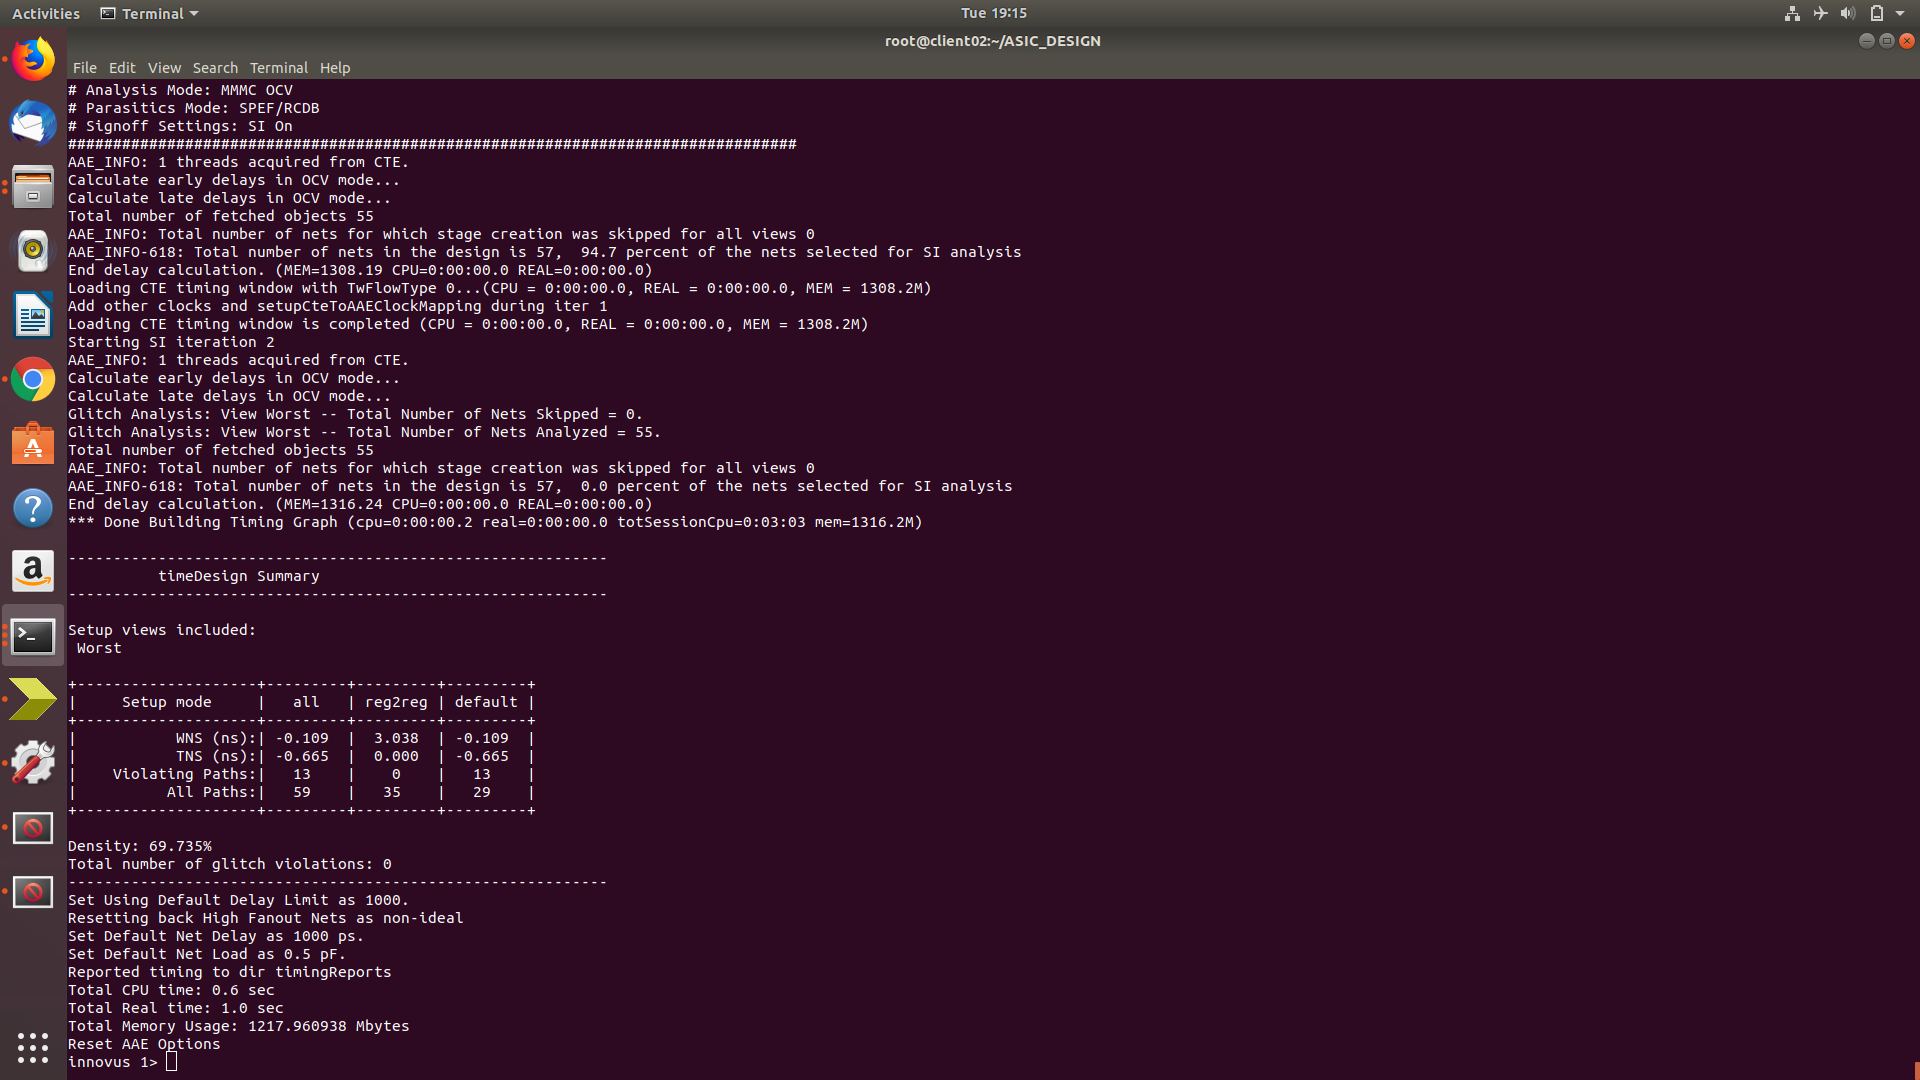 Activities Terminal Tue 19:15
root@client02:~/ASIC_DESIGN
File Edit View Search Terminal Help
# Analysis Mode: MMMC OCV
# Parasitics Mode: SPEF/RCDB
# Signoff Settings: SI On
#################################################################################
AAE_INFO: 1 threads acquired from CTE.
Calculate early delays in OCV mode...
Calculate late delays in OCV mode...
Total number of fetched objects 55
AAE_INFO: Total number of nets for which stage creation was skipped for all views 0
AAE_INFO-618: Total number of nets in the design is 57,  94.7 percent of the nets selected for SI analysis
End delay calculation. (MEM=1308.19 CPU=0:00:00.0 REAL=0:00:00.0)
Loading CTE timing window with TwFlowType 0...(CPU = 0:00:00.0, REAL = 0:00:00.0, MEM = 1308.2M)
Add other clocks and setupCteToAAEClockMapping during iter 1
Loading CTE timing window is completed (CPU = 0:00:00.0, REAL = 0:00:00.0, MEM = 1308.2M)
Starting SI iteration 2
AAE_INFO: 1 threads acquired from CTE.
Calculate early delays in OCV mode...
Calculate late delays in OCV mode...
Glitch Analysis: View Worst -- Total Number of Nets Skipped = 0.
Glitch Analysis: View Worst -- Total Number of Nets Analyzed = 55.
Total number of fetched objects 55
AAE_INFO: Total number of nets for which stage creation was skipped for all views 0
AAE_INFO-618: Total number of nets in the design is 57,  0.0 percent of the nets selected for SI analysis
End delay calculation. (MEM=1316.24 CPU=0:00:00.0 REAL=0:00:00.0)
*** Done Building Timing Graph (cpu=0:00:00.2 real=0:00:00.0 totSessionCpu=0:03:03 mem=1316.2M)
------------------------------------------------------------
          timeDesign Summary
------------------------------------------------------------
Setup views included:
 Worst
+--------------------+---------+---------+---------+
|     Setup mode     |   all   | reg2reg | default |
+--------------------+---------+---------+---------+
|           WNS (ns):| -0.109  |  3.038  | -0.109  |
|           TNS (ns):| -0.665  |  0.000  | -0.665  |
|    Violating Paths:|   13    |    0    |   13    |
|          All Paths:|   59    |   35    |   29    |
+--------------------+---------+---------+---------+
Density: 69.735%
Total number of glitch violations: 0
------------------------------------------------------------
Set Using Default Delay Limit as 1000.
Resetting back High Fanout Nets as non-ideal
Set Default Net Delay as 1000 ps.
Set Default Net Load as 0.5 pF.
Reported timing to dir timingReports
Total CPU time: 0.6 sec
Total Real time: 1.0 sec
Total Memory Usage: 1217.960938 Mbytes
Reset AAE Options
innovus 1>